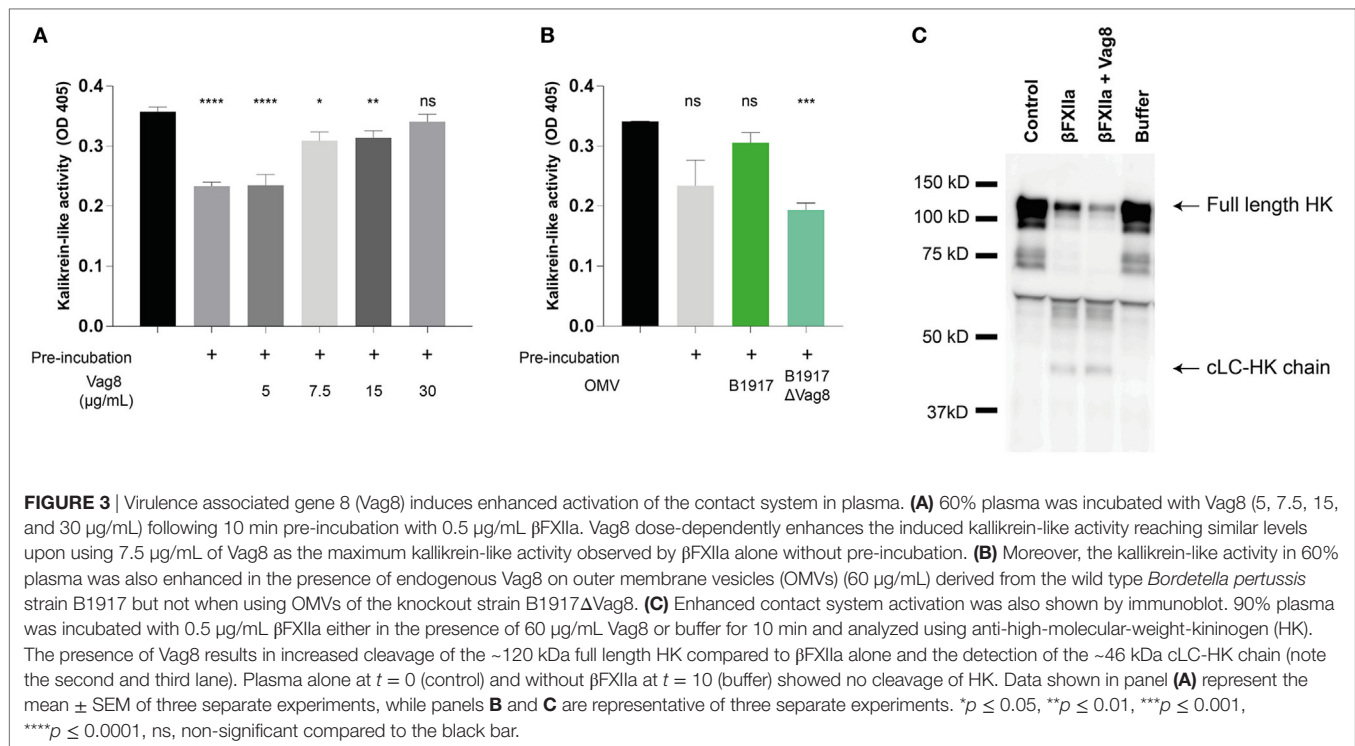 A
Kalikrein-like activity (OD 405)
0.4
0.3
0.2
0.1
0.0
**** **** * ** ns
Pre-incubation + + + + +
Vag8 (µg/mL) 5 7.5 15 30
B
Kalikrein-like activity (OD 405)
0.4
0.3
0.2
0.1
0.0
ns ns ***
Pre-incubation + + +
OMV B1917 B1917 ΔVag8
C
Control
βFXIIa
βFXIIa + Vag8
Buffer
150 kD
100 kD
75 kD
50 kD
37kD
← Full length HK
← cLC-HK chain
FIGURE 3 | Virulence associated gene 8 (Vag8) induces enhanced activation of the contact system in plasma. (A) 60% plasma was incubated with Vag8 (5, 7.5, 15,
and 30 µg/mL) following 10 min pre-incubation with 0.5 µg/mL βFXIIa. Vag8 dose-dependently enhances the induced kallikrein-like activity reaching similar levels
upon using 7.5 µg/mL of Vag8 as the maximum kallikrein-like activity observed by βFXIIa alone without pre-incubation. (B) Moreover, the kallikrein-like activity in 60%
plasma was also enhanced in the presence of endogenous Vag8 on outer membrane vesicles (OMVs) (60 µg/mL) derived from the wild type Bordetella pertussis
strain B1917 but not when using OMVs of the knockout strain B1917ΔVag8. (C) Enhanced contact system activation was also shown by immunoblot. 90% plasma
was incubated with 0.5 µg/mL βFXIIa either in the presence of 60 µg/mL Vag8 or buffer for 10 min and analyzed using anti-high-molecular-weight-kininogen (HK).
The presence of Vag8 results in increased cleavage of the ~120 kDa full length HK compared to βFXIIa alone and the detection of the ~46 kDa cLC-HK chain (note
the second and third lane). Plasma alone at t = 0 (control) and without βFXIIa at t = 10 (buffer) showed no cleavage of HK. Data shown in panel (A) represent the
mean ± SEM of three separate experiments, while panels B and C are representative of three separate experiments. *p ≤ 0.05, **p ≤ 0.01, ***p ≤ 0.001,
****p ≤ 0.0001, ns, non-significant compared to the black bar.